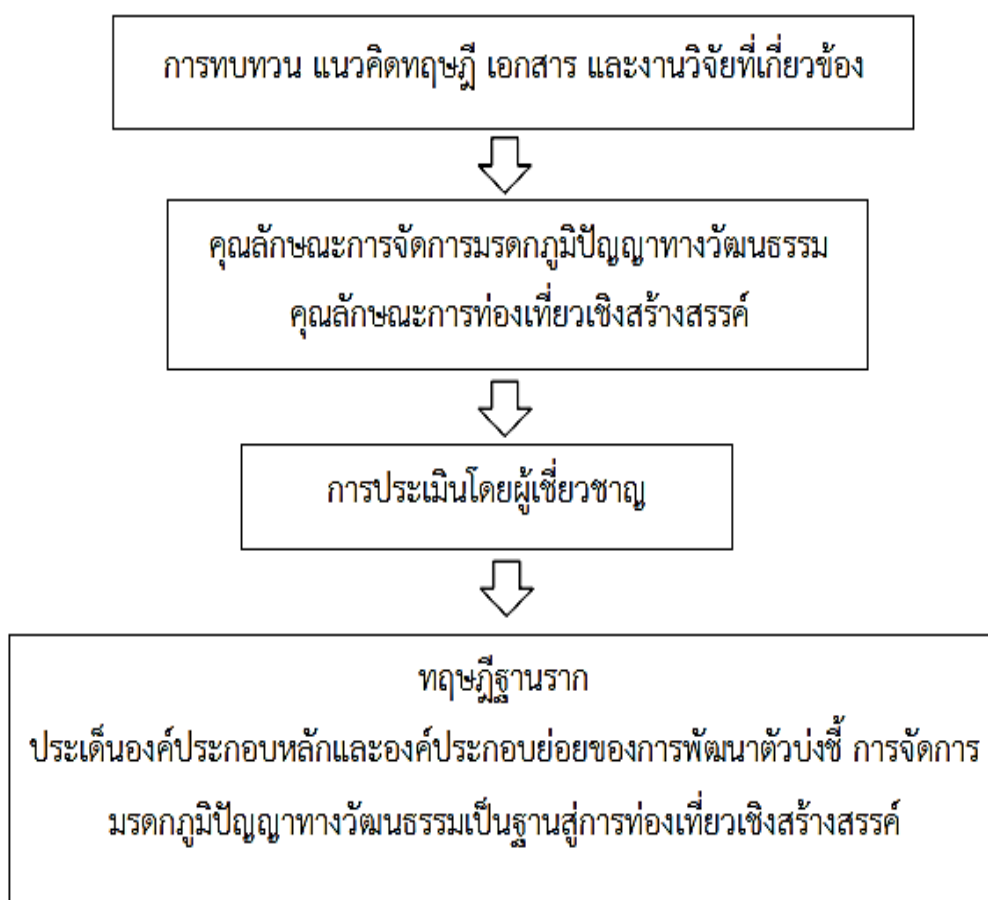 การทบทวน แนวคิดทฤษฎี เอกสาร และงานวิจัยที่เกี่ยวข้อง
คุณลักษณะการจัดการมรดกภูมิปัญญาทางวัฒนธรรม
คุณลักษณะการท่องเที่ยวเชิงสร้างสรรค์
การประเมินโดยผู้เชี่ยวชาญ
ทฤษฎีฐานราก
ประเด็นองค์ประกอบหลักและองค์ประกอบย่อยของการพัฒนาตัวบ่งชี้ การจัดการ
มรดกภูมิปัญญาทางวัฒนธรรมเป็นฐานสู่การท่องเที่ยวเชิงสร้างสรรค์